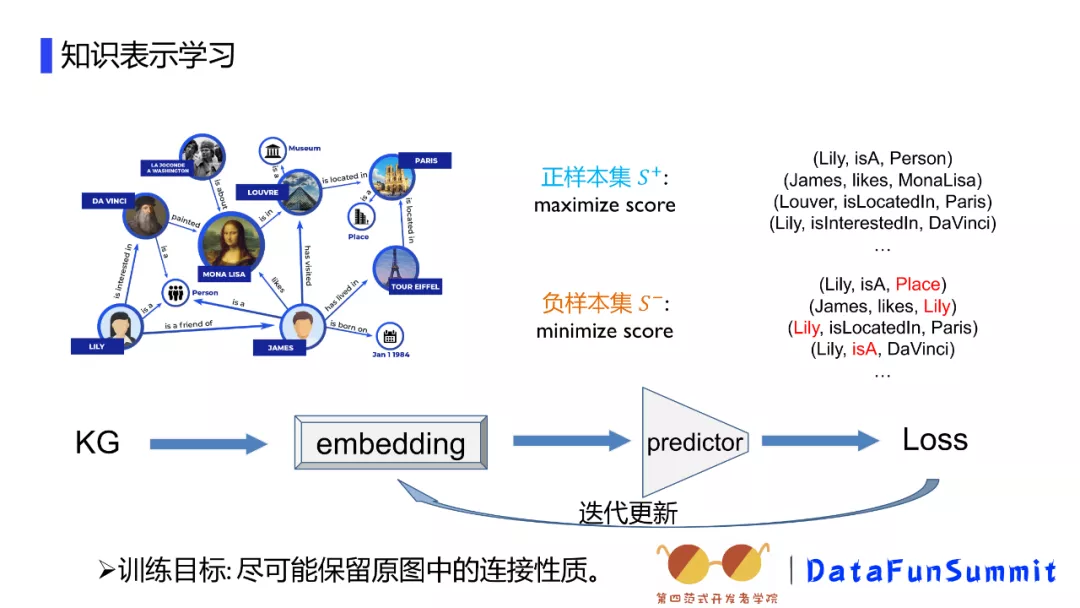 知识表示学习
LA JOCONDE
A WASHINGTON
Museum
is a
PARIS
is located in
LOUVRE
DA VINCI
is about
painted
is in
is a
Place
is located in
MONA LISA
is interested in
is a
Person
likes
has visited
has lived in
TOUR EIFFEL
is a
is a
is a friend of
is born on
LILY
JAMES
Jan 1 1984
正样本集 S⁺:
maximize score
(Lily, isA, Person)
(James, likes, MonaLisa)
(Louver, isLocatedIn, Paris)
(Lily, isInterestedIn, DaVinci)
…
负样本集 S⁻:
minimize score
(Lily, isA, Place)
(James, likes, Lily)
(Lily, isLocatedIn, Paris)
(Lily, isA, DaVinci)
…
KG
embedding
predictor
Loss
迭代更新
➢训练目标: 尽可能保留原图中的连接性质。
第四范式开发者学院
DataFunSummit